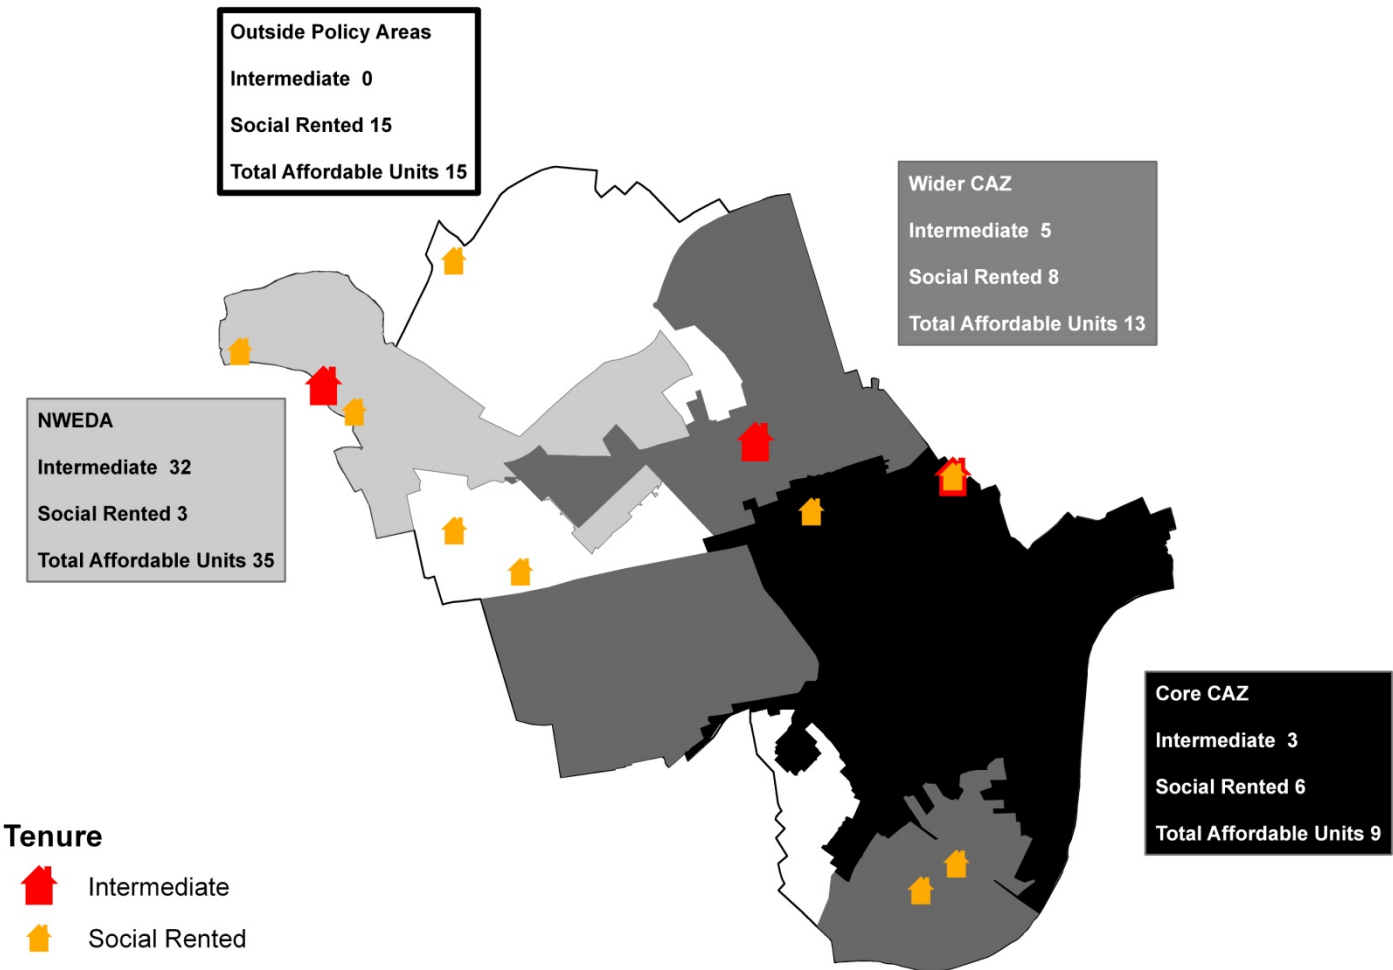 Outside Policy Areas
Intermediate 0
Social Rented 15
Total Affordable Units 15
Wider CAZ
Intermediate 5
Social Rented 8
Total Affordable Units 13
NWEDA
Intermediate 32
Social Rented 3
Total Affordable Units 35
Core CAZ
Intermediate 3
Social Rented 6
Total Affordable Units 9
Tenure
Intermediate
Social Rented